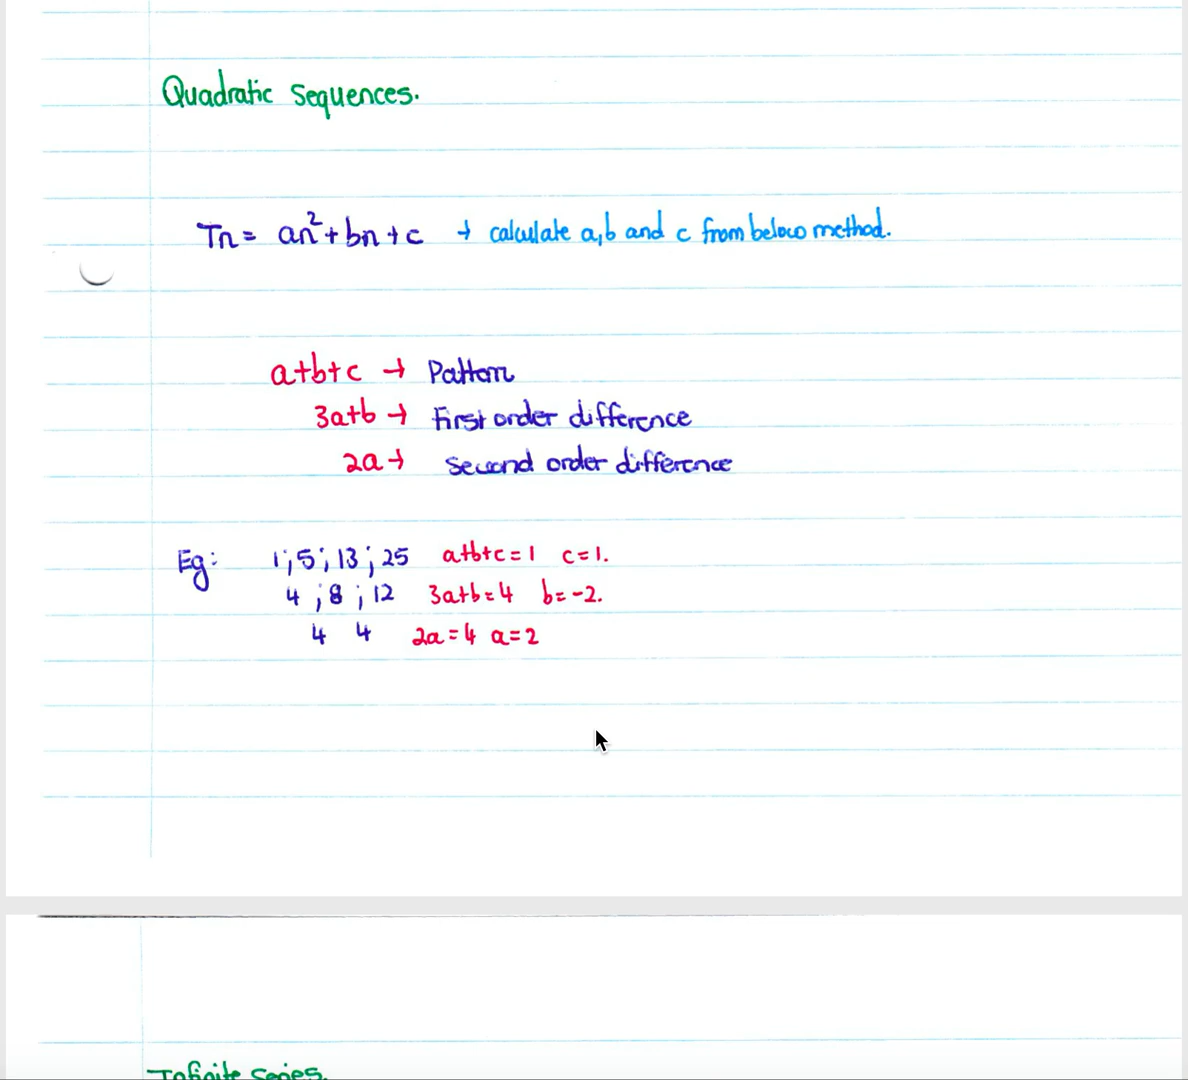 Quadratic Sequences.
Tn = an²+bn+c → calculate a,b and c from below method.
a+b+c → Pattern
3a+b → First order difference
2a → Second order difference
Eg: 1;5;13;25 a+b+c=1 c=1.
4;8;12 3a+b=4 b=-2.
4 4 2a=4 a=2
Infinite Series.